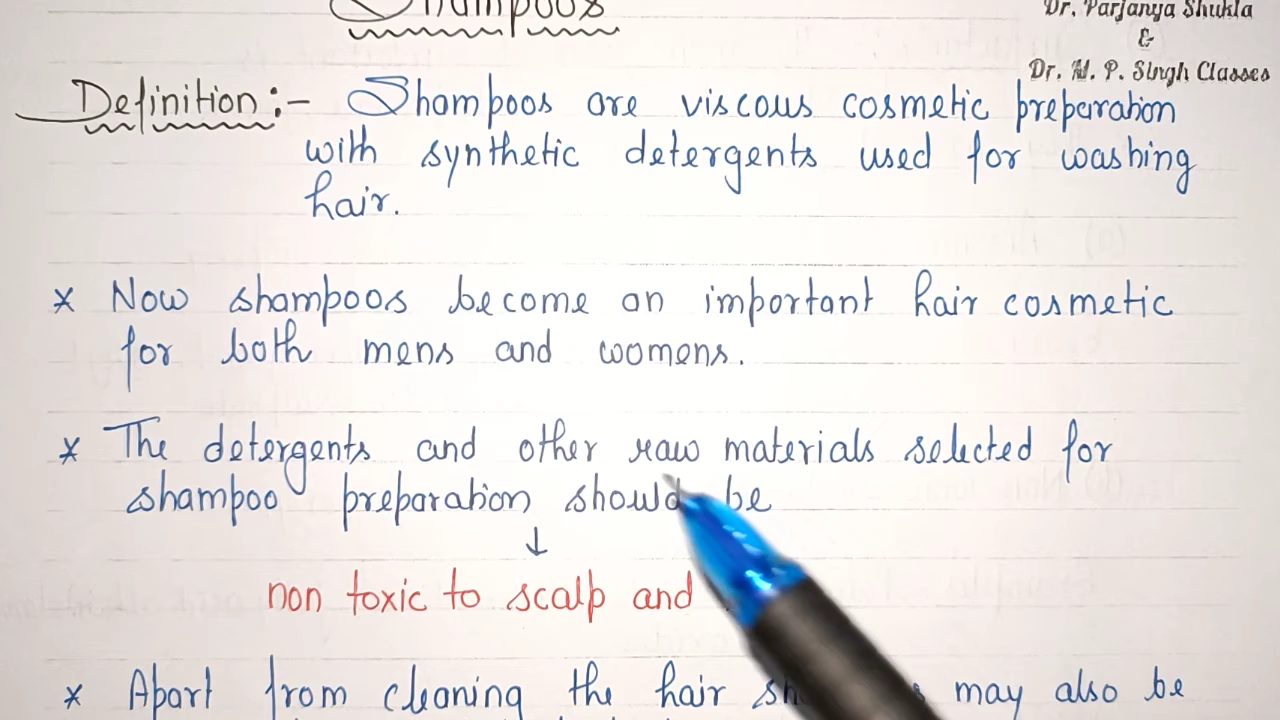 Shampoos
Dr. Parjanya Shukla
&
Dr. M. P. Singh Classes
Definition :- Shampoos are viscous cosmetic preparation
with synthetic detergents used for washing
hair.
* Now shampoos become an important hair cosmetic
for both mens and womens.
* The detergents and other raw materials selected for
shampoo preparation should be
↓
non toxic to scalp and
* Apart from cleaning the hair may also be